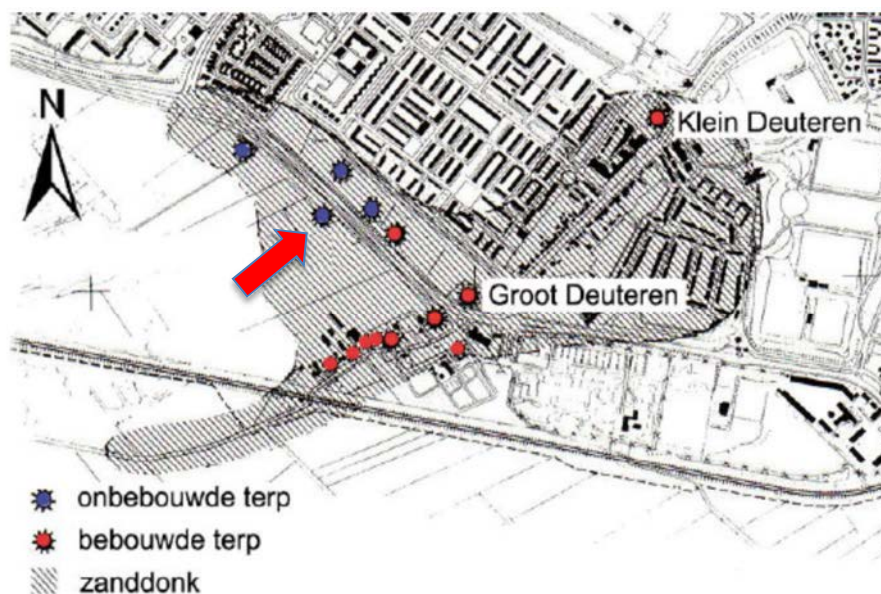 N
Klein Deuteren
Groot Deuteren
onbebouwde terp
bebouwde terp
zanddonk